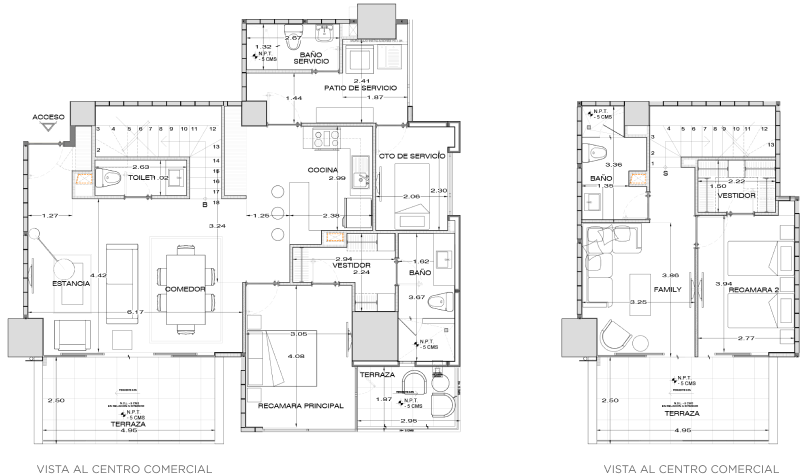 2.67
1.32
N.P.T.
- 5 CMS
BAÑO
SERVICIO
2.41
PATIO DE SERVICIO
1.44
1.87
ACCESO
3 4 5 6 7 8 9 10 11 12
2
13
14
15
16
17
18
B
2.63
TOILET
1.02
COCINA
2.99
CTO DE SERVICIO
2.30
2.06
1.27
3.24
1.25
2.38
2.94
VESTIDOR
2.24
1.62
BAÑO
3.67
B
N.P.T.
- 5 CMS
4.42
ESTANCIA
COMEDOR
6.17
3.05
4.08
RECAMARA PRINCIPAL
TERRAZA
1.87
N.P.T.
- 5 CMS
2.95
2.50
N.P.T.
- 5 CMS
TERRAZA
4.95
VISTA AL CENTRO COMERCIAL
N.P.T.
- 5 CMS
B
3.36
BAÑO
1.35
4 5 6 7 8 9 10 11 12
3
2
1
S
2.22
1.50
VESTIDOR
3.86
FAMILY
3.25
3.94
RECAMARA 2
2.77
2.50
N.P.T.
- 5 CMS
TERRAZA
4.95
VISTA AL CENTRO COMERCIAL